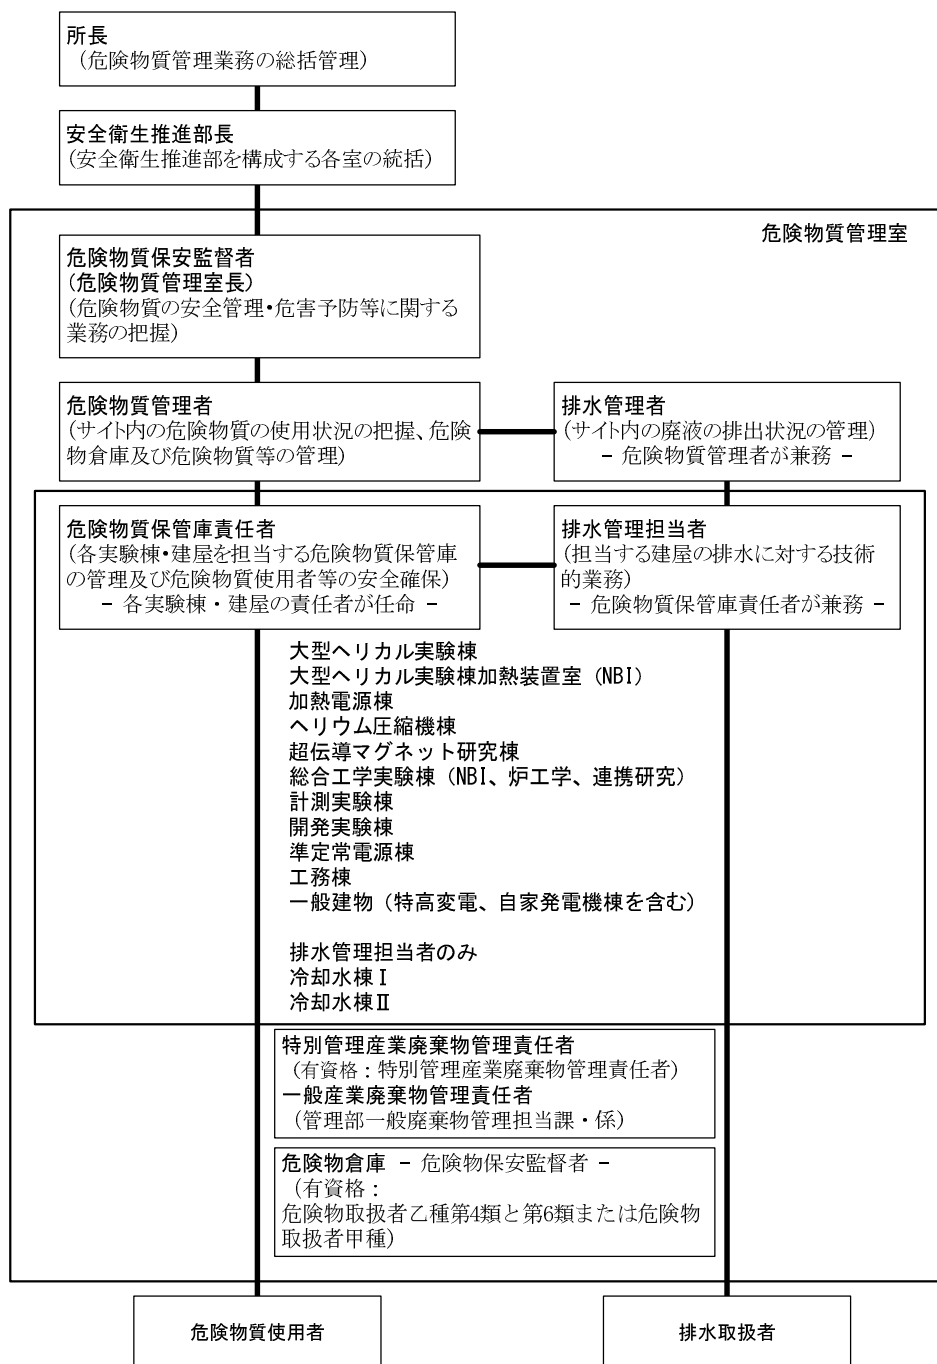 所長
（危険物質管理業務の総括管理）
安全衛生推進部長
（安全衛生推進部を構成する各室の統括）
危険物質管理室
危険物質保安監督者
（危険物質管理室長）
（危険物質の安全管理・危害予防等に関する
業務の把握）
危険物質管理者
（サイト内の危険物質の使用状況の把握、危険
物倉庫及び危険物質等の管理）
排水管理者
（サイト内の廃液の排出状況の管理）
− 危険物質管理者が兼務 −
危険物質保管庫責任者
（各実験棟・建屋を担当する危険物質保管庫
の管理及び危険物質使用者等の安全確保）
− 各実験棟・建屋の責任者が任命 −
排水管理担当者
（担当する建屋の排水に対する技術
的業務）
− 危険物質保管庫責任者が兼務 −
大型ヘリカル実験棟
大型ヘリカル実験棟加熱装置室（NBI）
加熱電源棟
ヘリウム圧縮機棟
超伝導マグネット研究棟
総合工学実験棟（NBI、炉工学、連携研究）
計測実験棟
開発実験棟
準定常電源棟
工務棟
一般建物（特高変電、自家発電機棟を含む）
排水管理担当者のみ
冷却水棟Ⅰ
冷却水棟Ⅱ
特別管理産業廃棄物管理責任者
（有資格：特別管理産業廃棄物管理責任者）
一般産業廃棄物管理責任者
（管理部一般廃棄物管理担当課・係）
危険物倉庫 − 危険物保安監督者 −
（有資格：
危険物取扱者乙種第4類と第6類または危険物
取扱者甲種）
危険物質使用者
排水取扱者